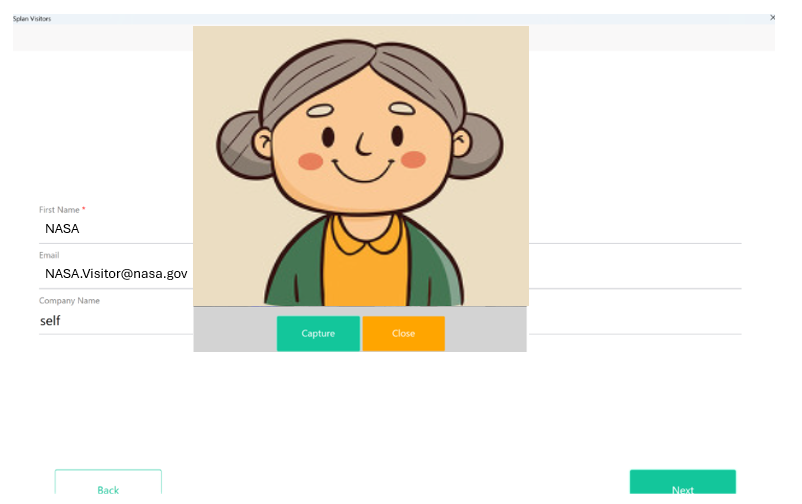 Splan Visitors
×
First Name *
NASA
Email
NASA.Visitor@nasa.gov
Company Name
self
Capture
Close
Back
Next